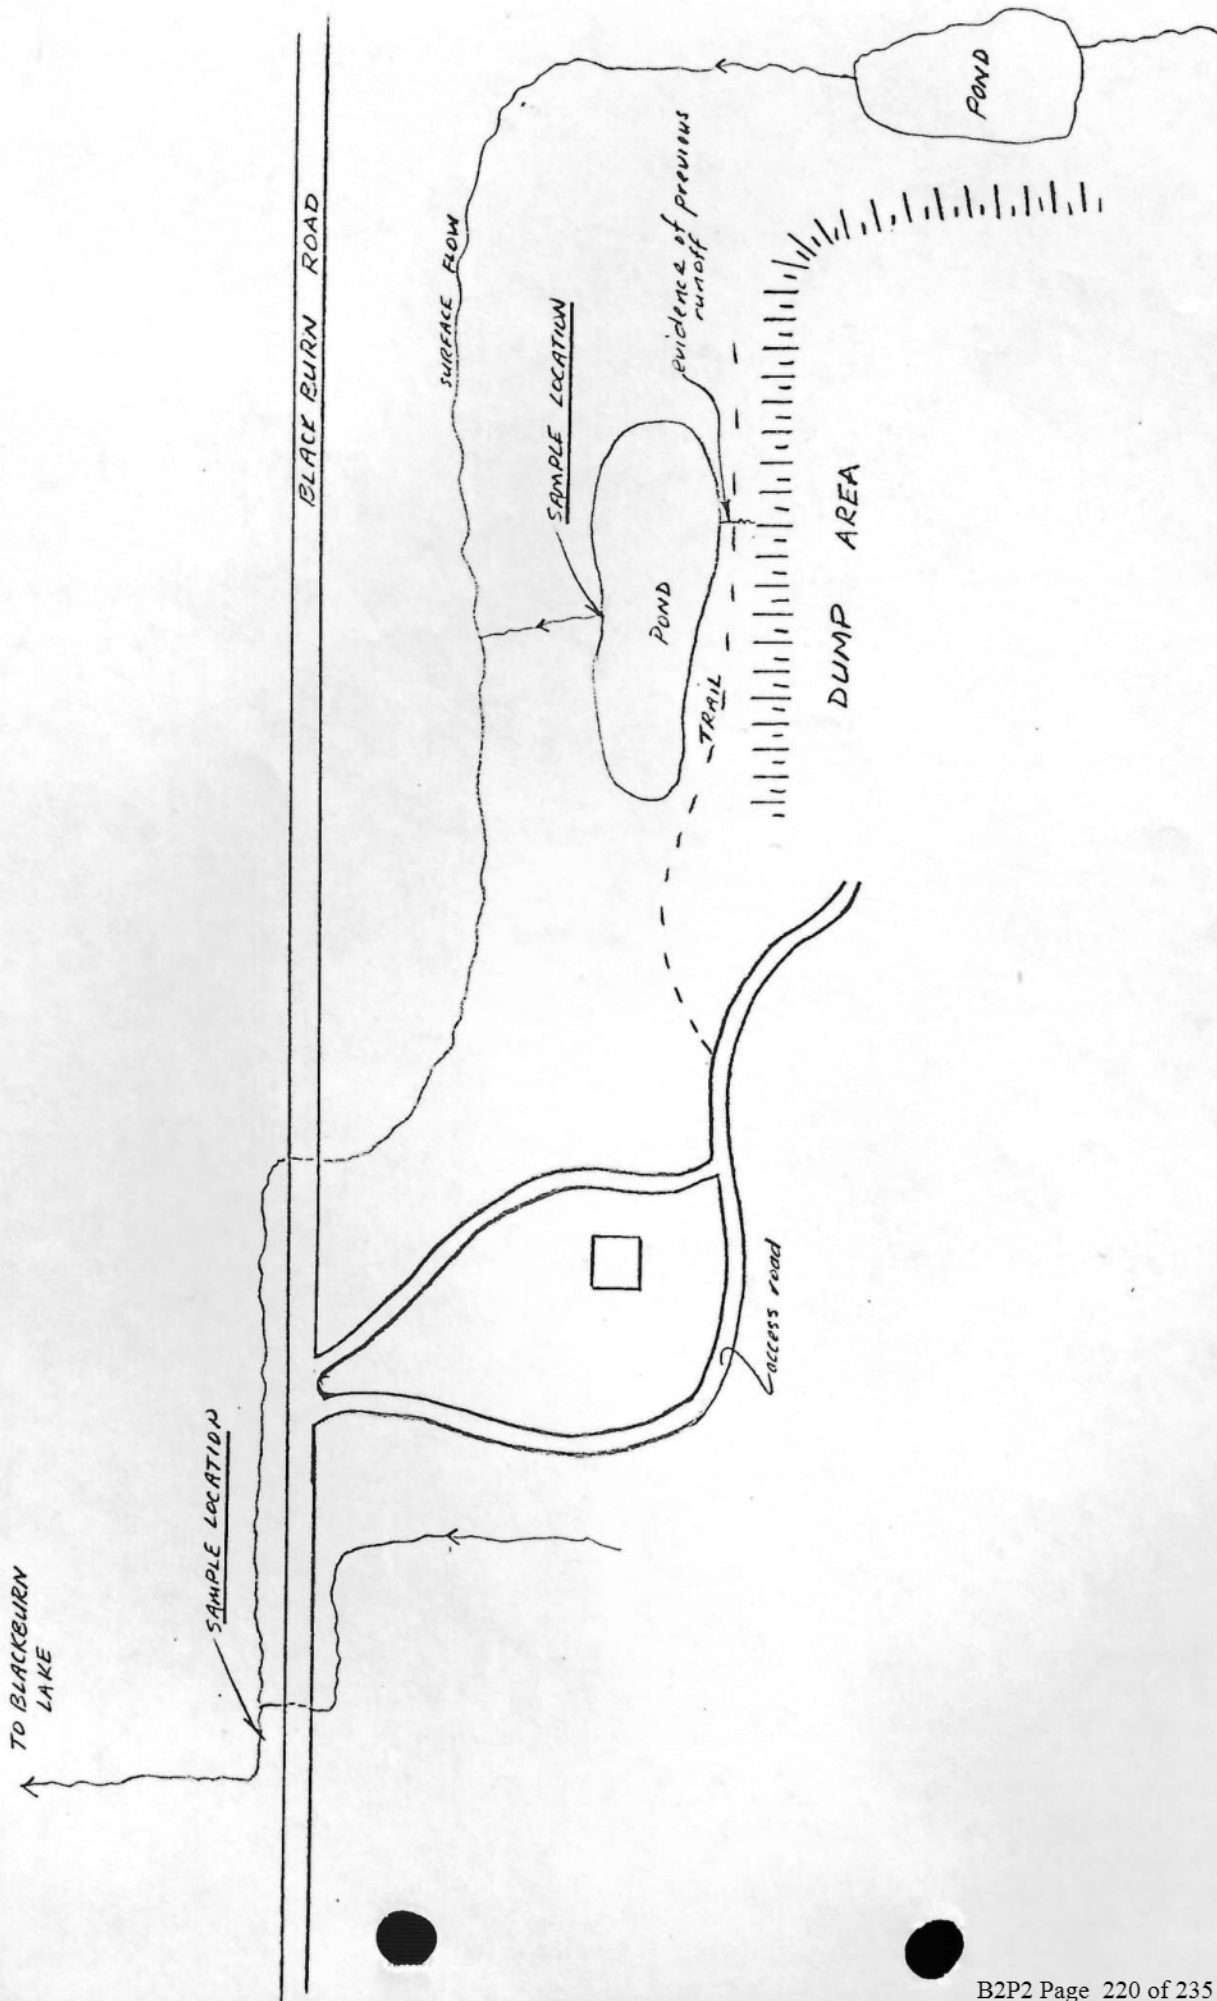 TO BLACKBURN
LAKE
SAMPLE LOCATION
BLACK BURN ROAD
SURFACE FLOW
SAMPLE LOCATION
evidence of previous
runoff
POND
POND
TRAIL
DUMP AREA
access road
B2P2 Page 220 of 235